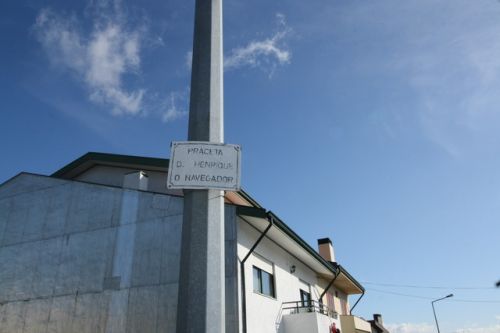 PRACETA
D. HENRIQUE
O NAVEGADOR